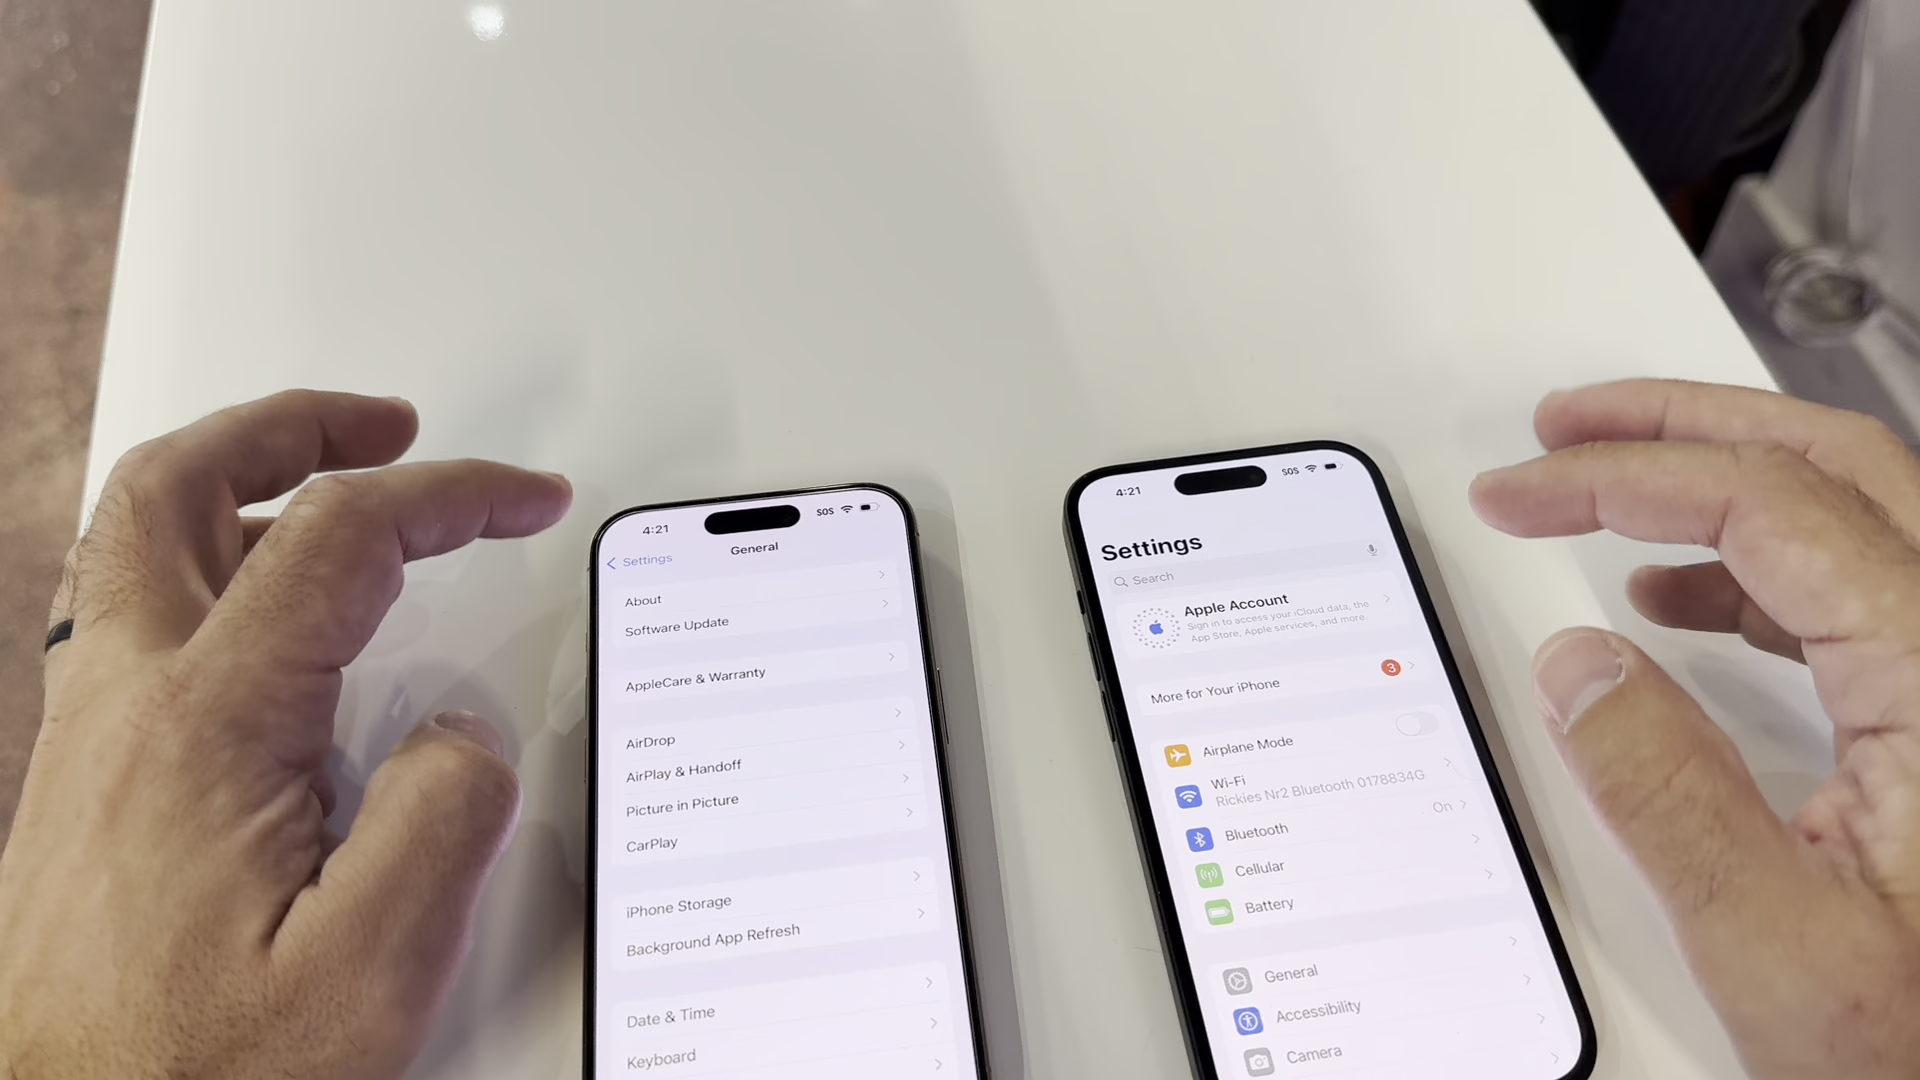 4:21
SOS
Settings
General
About
Software Update
AppleCare & Warranty
AirDrop
AirPlay & Handoff
Picture in Picture
CarPlay
iPhone Storage
Background App Refresh
Date & Time
Keyboard
4:21
SOS
Settings
Search
Apple Account
Sign in to access your iCloud data, the
App Store, Apple services, and more.
More for Your iPhone
3
Airplane Mode
Wi-Fi
Rickies Nr2 Bluetooth 0178834G
Bluetooth
On
Cellular
Battery
General
Accessibility
Camera